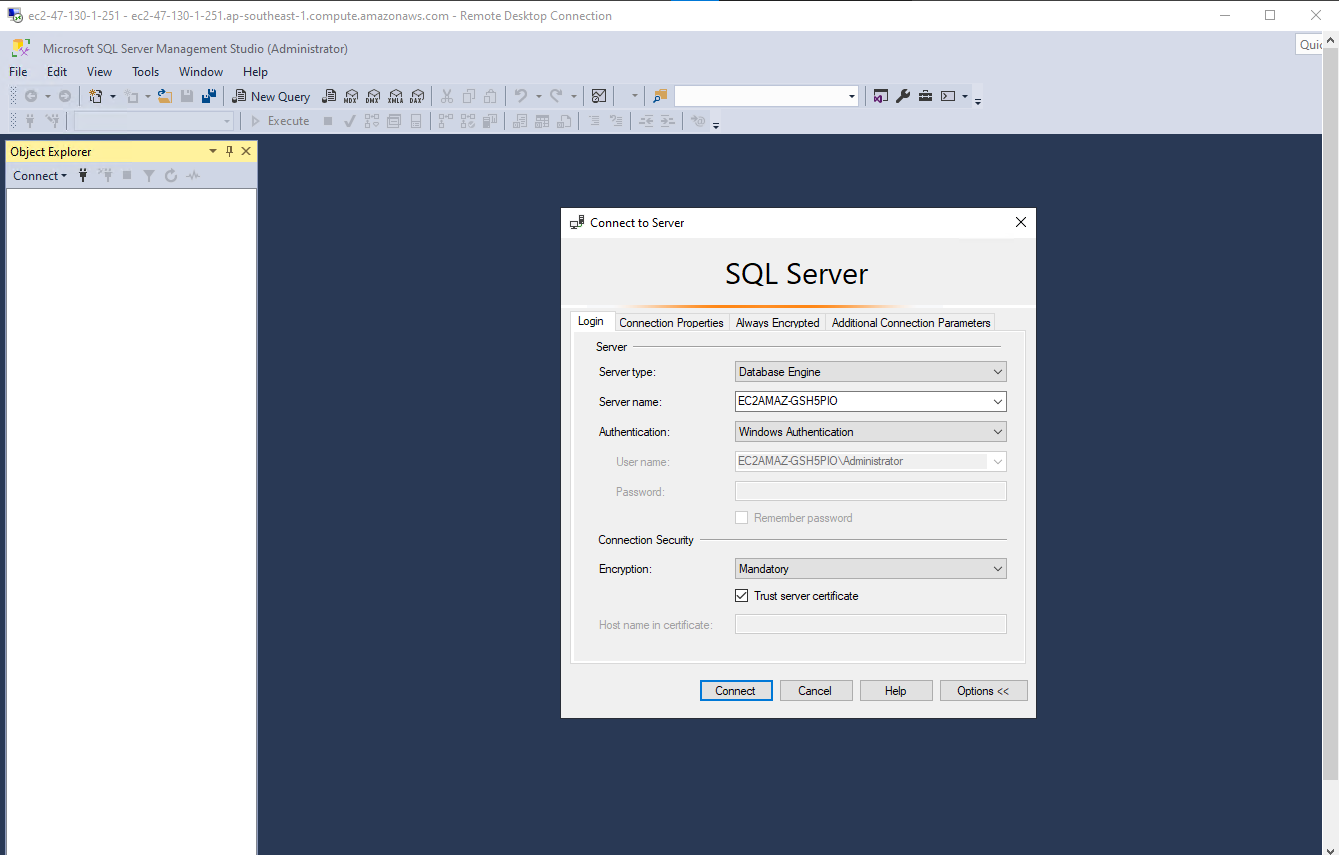 ec2-47-130-1-251 - ec2-47-130-1-251.ap-southeast-1.compute.amazonaws.com - Remote Desktop Connection
Microsoft SQL Server Management Studio (Administrator)
Quic
File Edit View Tools Window Help
New Query MDX DMX XMLA DAX
Execute
Object Explorer
Connect
Connect to Server
SQL Server
Login Connection Properties Always Encrypted Additional Connection Parameters
Server
Server type: Database Engine
Server name: EC2AMAZ-GSH5PIO
Authentication: Windows Authentication
User name: EC2AMAZ-GSH5PIO\Administrator
Password:
Remember password
Connection Security
Encryption: Mandatory
Trust server certificate
Host name in certificate:
Connect Cancel Help Options <<